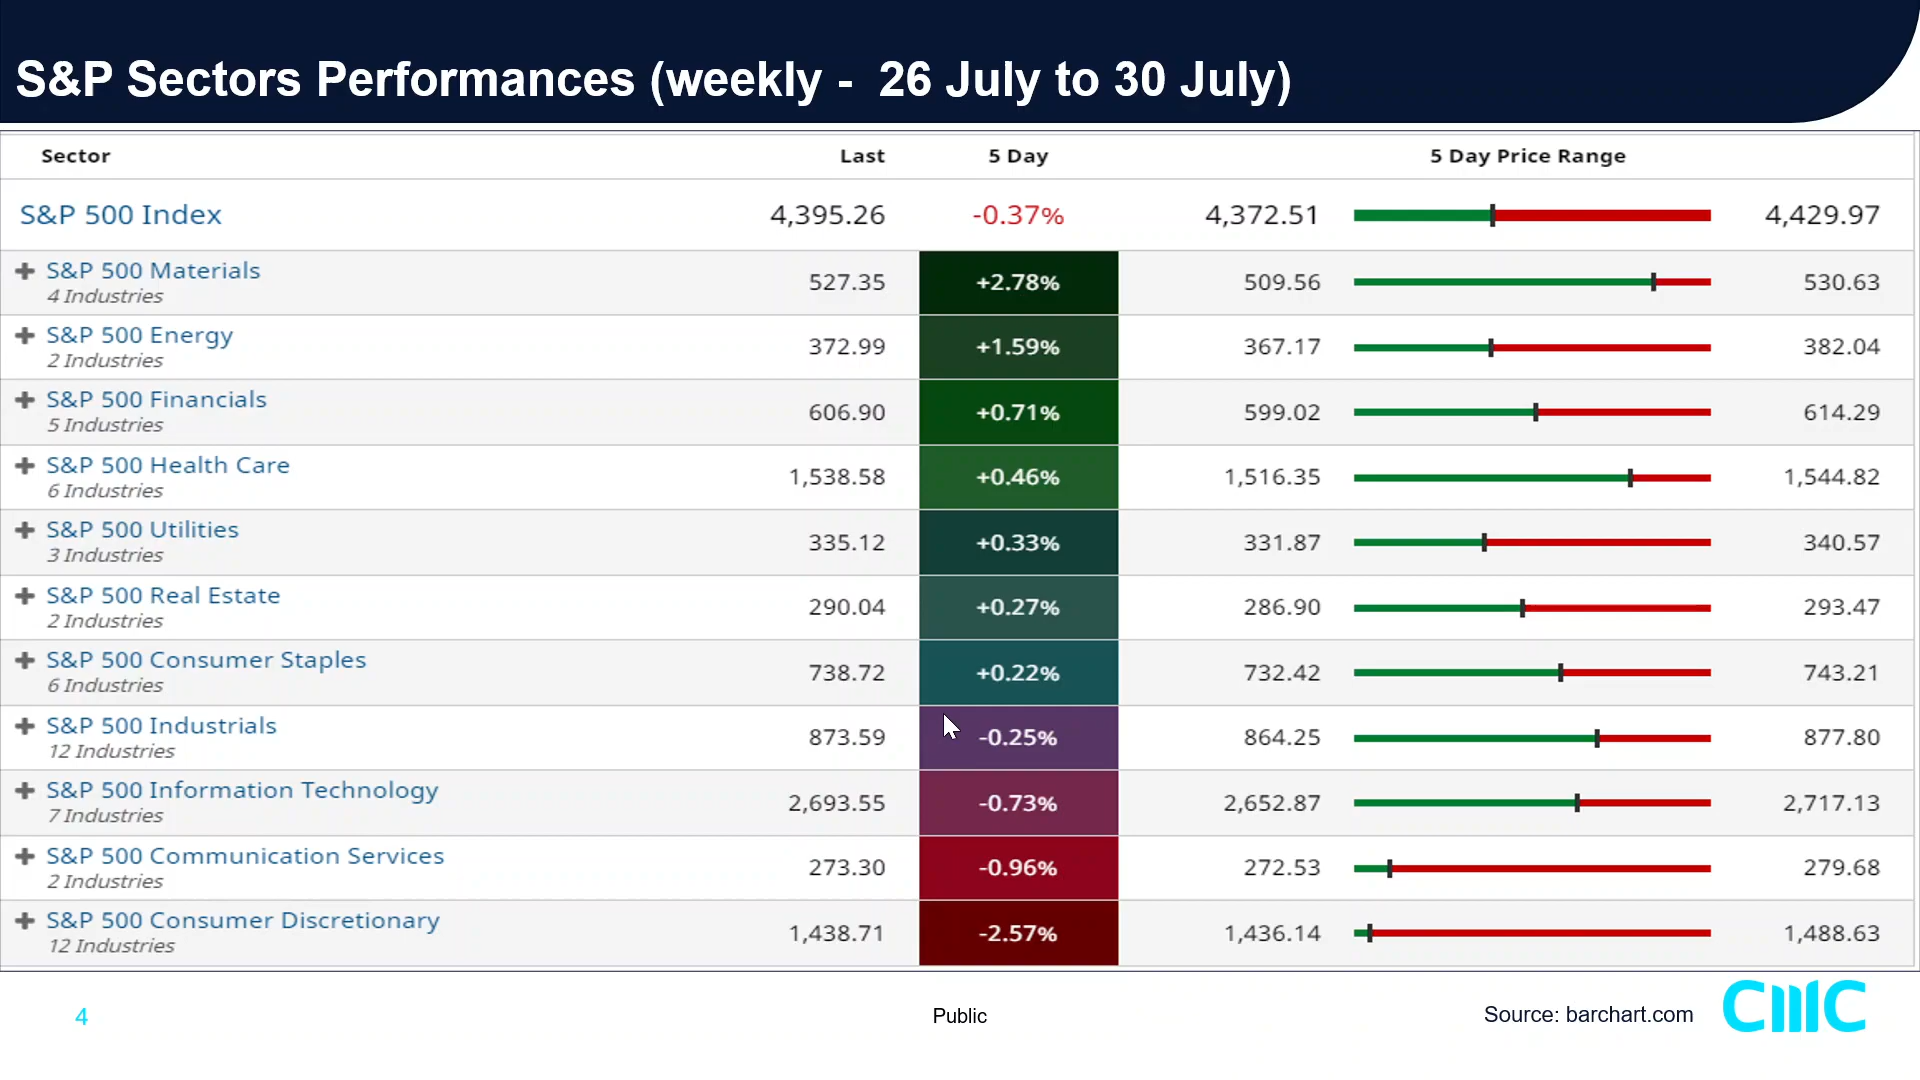 S&P Sectors Performances (weekly -  26 July to 30 July)
Sector Last 5 Day 5 Day Price Range
S&P 500 Index 4,395.26 -0.37% 4,372.51 4,429.97
S&P 500 Materials
4 Industries
527.35 +2.78% 509.56 530.63
S&P 500 Energy
2 Industries
372.99 +1.59% 367.17 382.04
S&P 500 Financials
5 Industries
606.90 +0.71% 599.02 614.29
S&P 500 Health Care
6 Industries
1,538.58 +0.46% 1,516.35 1,544.82
S&P 500 Utilities
3 Industries
335.12 +0.33% 331.87 340.57
S&P 500 Real Estate
2 Industries
290.04 +0.27% 286.90 293.47
S&P 500 Consumer Staples
6 Industries
738.72 +0.22% 732.42 743.21
S&P 500 Industrials
12 Industries
873.59 -0.25% 864.25 877.80
S&P 500 Information Technology
7 Industries
2,693.55 -0.73% 2,652.87 2,717.13
S&P 500 Communication Services
2 Industries
273.30 -0.96% 272.53 279.68
S&P 500 Consumer Discretionary
12 Industries
1,438.71 -2.57% 1,436.14 1,488.63
4 Public Source: barchart.com CMC